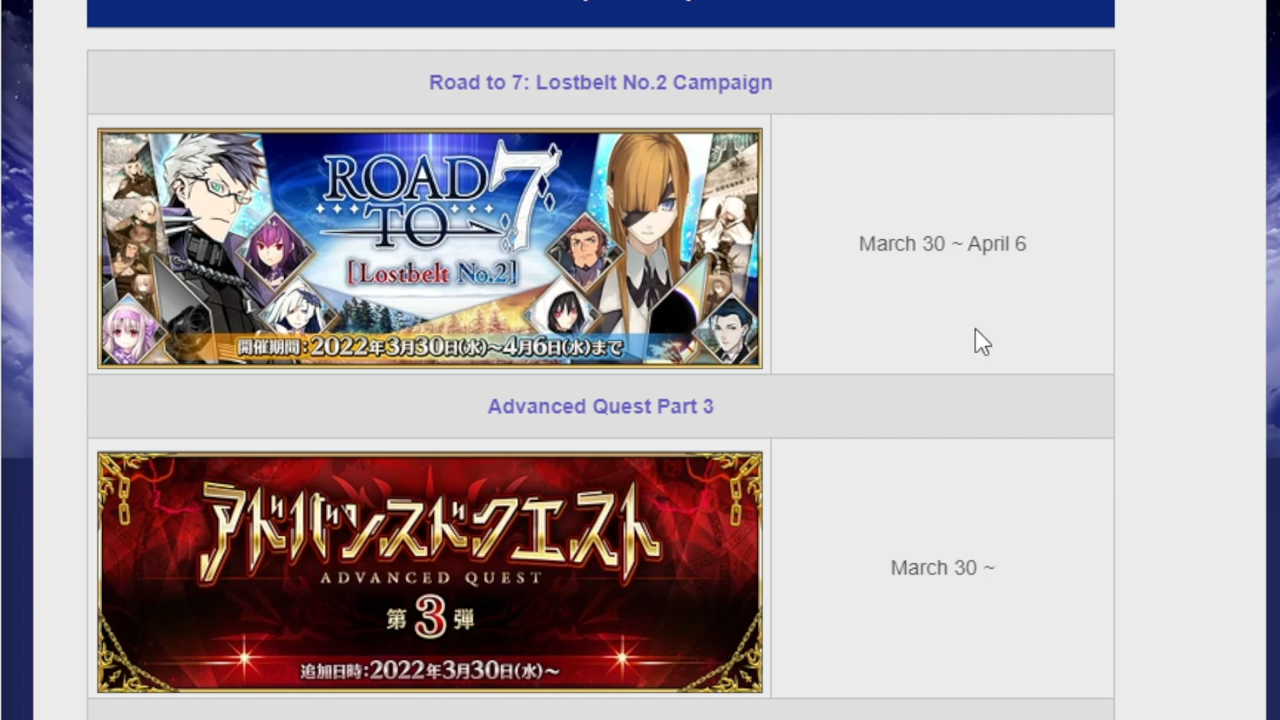 Road to 7: Lostbelt No.2 Campaign
ROAD
TO 7
[Lostbelt No.2]
開催期間:2022年3月30日(水)~4月6日(水)まで
March 30 ~ April 6
Advanced Quest Part 3
アドバンスドクエスト
ADVANCED QUEST
第3弾
追加日時:2022年3月30日(水)~
March 30 ~